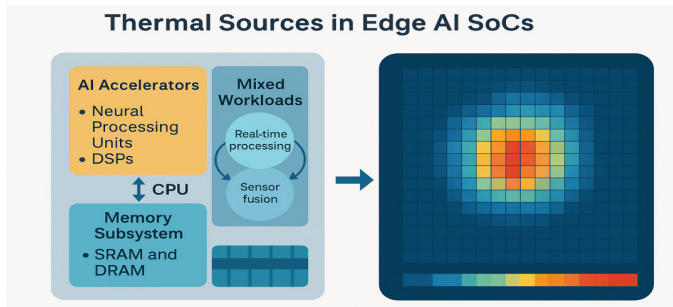 Thermal Sources in Edge AI SoCs
AI Accelerators
• Neural
Processing
Units
• DSPs
CPU
Memory
Subsystem
• SRAM and
DRAM
Mixed
Workloads
Real-time
processing
Sensor
fusion